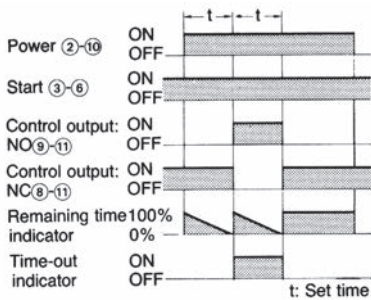 t t
Power ②-⑩ ON
OFF
Start ③-⑥ ON
OFF
Control output: ON
NO⑨-⑪ OFF
Control output: ON
NC⑧-⑪ OFF
Remaining time 100%
indicator 0%
Time-out ON
indicator OFF
t: Set time